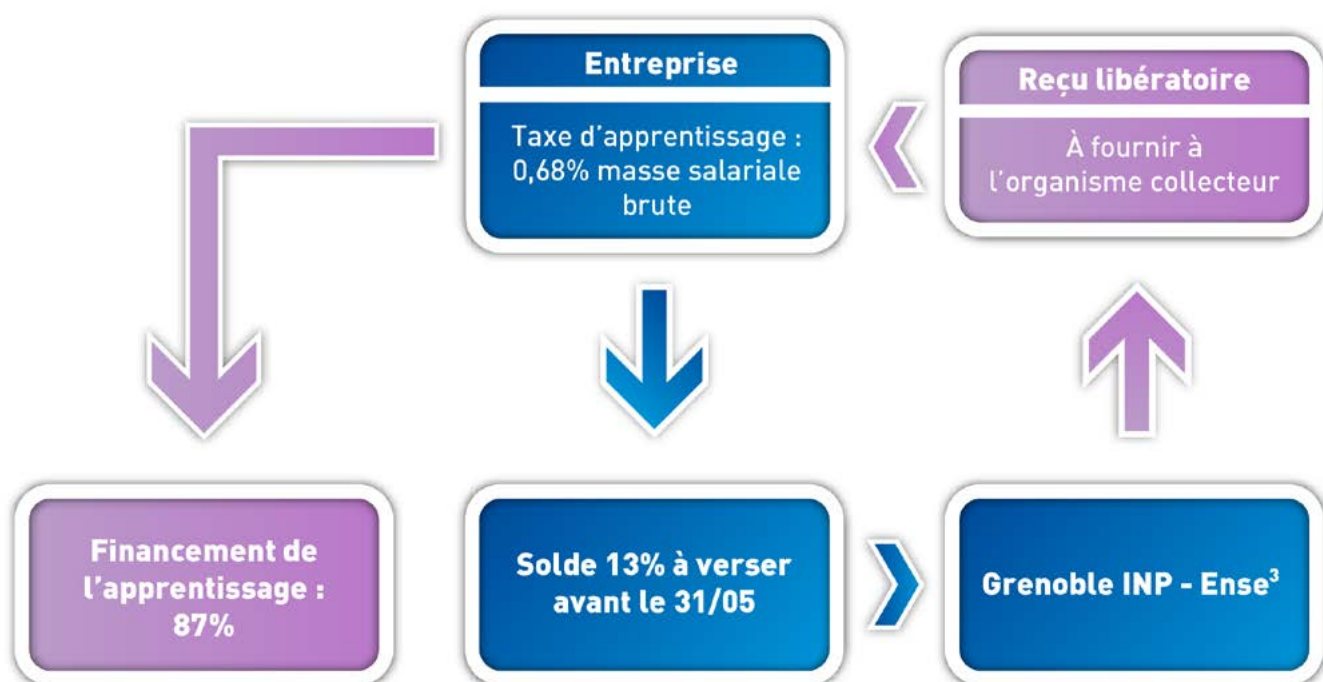 Entreprise
Taxe d’apprentissage :
0,68% masse salariale
brute
Reçu libératoire
À fournir à
l’organisme collecteur
Financement de
l’apprentissage :
87%
Solde 13% à verser
avant le 31/05
Grenoble INP - Ense³